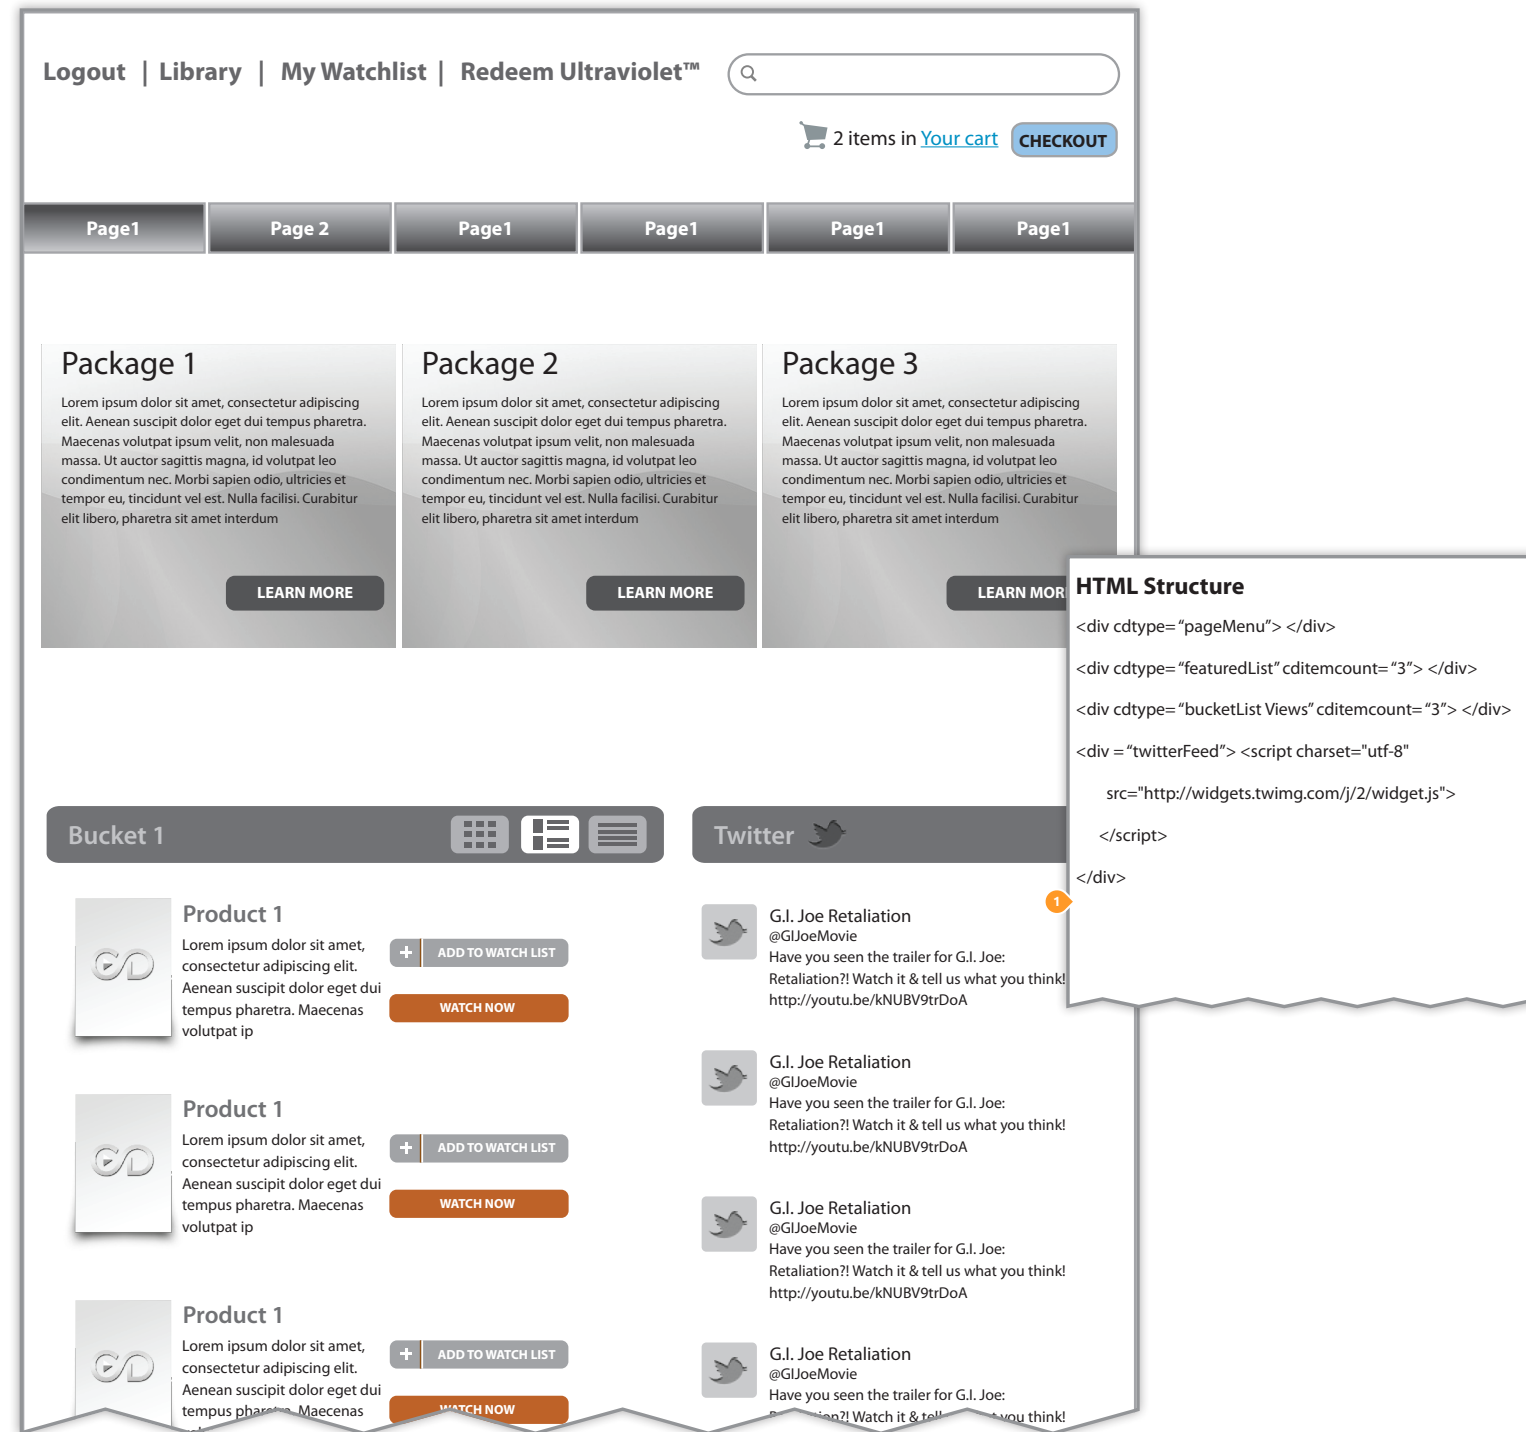 Logout | Library | My Watchlist | Redeem Ultraviolet™
2 items in Your cart CHECKOUT
Page1 Page 2 Page1 Page1 Page1 Page1
Package 1
Lorem ipsum dolor sit amet, consectetur adipiscing
elit. Aenean suscipit dolor eget dui tempus pharetra.
Maecenas volutpat ipsum velit, non malesuada
massa. Ut auctor sagittis magna, id volutpat leo
condimentum nec. Morbi sapien odio, ultricies et
tempor eu, tincidunt vel est. Nulla facilisi. Curabitur
elit libero, pharetra sit amet interdum
LEARN MORE
Package 2
Lorem ipsum dolor sit amet, consectetur adipiscing
elit. Aenean suscipit dolor eget dui tempus pharetra.
Maecenas volutpat ipsum velit, non malesuada
massa. Ut auctor sagittis magna, id volutpat leo
condimentum nec. Morbi sapien odio, ultricies et
tempor eu, tincidunt vel est. Nulla facilisi. Curabitur
elit libero, pharetra sit amet interdum
LEARN MORE
Package 3
Lorem ipsum dolor sit amet, consectetur adipiscing
elit. Aenean suscipit dolor eget dui tempus pharetra.
Maecenas volutpat ipsum velit, non malesuada
massa. Ut auctor sagittis magna, id volutpat leo
condimentum nec. Morbi sapien odio, ultricies et
tempor eu, tincidunt vel est. Nulla facilisi. Curabitur
elit libero, pharetra sit amet interdum
LEARN MOR
HTML Structure
<div cdtype= “pageMenu”> </div>
<div cdtype= “featuredList” cditemcount= “3”> </div>
<div cdtype= “bucketList Views” cditemcount= “3”> </div>
<div = “twitterFeed”> <script charset="utf-8"
src="http://widgets.twimg.com/j/2/widget.js">
</script>
</div>
1
Bucket 1
Product 1
Lorem ipsum dolor sit amet,
consectetur adipiscing elit.
Aenean suscipit dolor eget dui
tempus pharetra. Maecenas
volutpat ip
+ ADD TO WATCH LIST
WATCH NOW
Product 1
Lorem ipsum dolor sit amet,
consectetur adipiscing elit.
Aenean suscipit dolor eget dui
tempus pharetra. Maecenas
volutpat ip
+ ADD TO WATCH LIST
WATCH NOW
Product 1
Lorem ipsum dolor sit amet,
consectetur adipiscing elit.
Aenean suscipit dolor eget dui
tempus pharetra. Maecenas
+ ADD TO WATCH LIST
WATCH NOW
Twitter
G.I. Joe Retaliation
@GIJoeMovie
Have you seen the trailer for G.I. Joe:
Retaliation?! Watch it & tell us what you think!
http://youtu.be/kNUBV9trDoA
G.I. Joe Retaliation
@GIJoeMovie
Have you seen the trailer for G.I. Joe:
Retaliation?! Watch it & tell us what you think!
http://youtu.be/kNUBV9trDoA
G.I. Joe Retaliation
@GIJoeMovie
Have you seen the trailer for G.I. Joe:
Retaliation?! Watch it & tell us what you think!
http://youtu.be/kNUBV9trDoA
G.I. Joe Retaliation
@GIJoeMovie
Have you seen the trailer for G.I. Joe:
Watch it & tell you think!